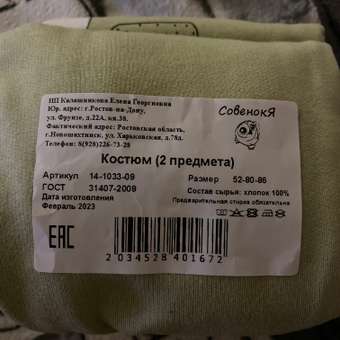 ИП Калашникова Елена Георгиевна
Юр. адрес: г.Ростов-на-Дону,
ул. Фрунзе, д.22А, кв.38,
Фактический адрес: Ростовская область,
г.Новошахтинск, ул. Харьковская, д.78д.
Телефон: 8(928)226-73-28
СовенокЯ
Костюм (2 предмета)
Артикул 14-1033-09 Размер 52-80-86
ГОСТ 31407-2009 Состав сырья: хлопок 100%
Дата изготовления Предварительная стирка обязательна
Февраль 2023
ЕАС
2 034528 401672